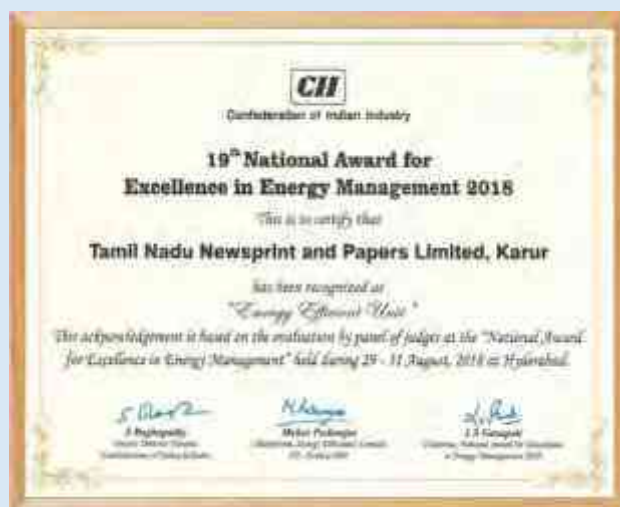 CII
Confederation of Indian Industry
19th National Award for
Excellence in Energy Management 2018
This is to certify that
Tamil Nadu Newsprint and Papers Limited, Karur
has been recognized as
"Energy Efficient Unit"
This acknowledgement is based on the evaluation by panel of judges at the "National Award
for Excellence in Energy Management" held during 29 - 31 August, 2018 at Hyderabad.